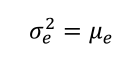 σ_e^2 = μ_e